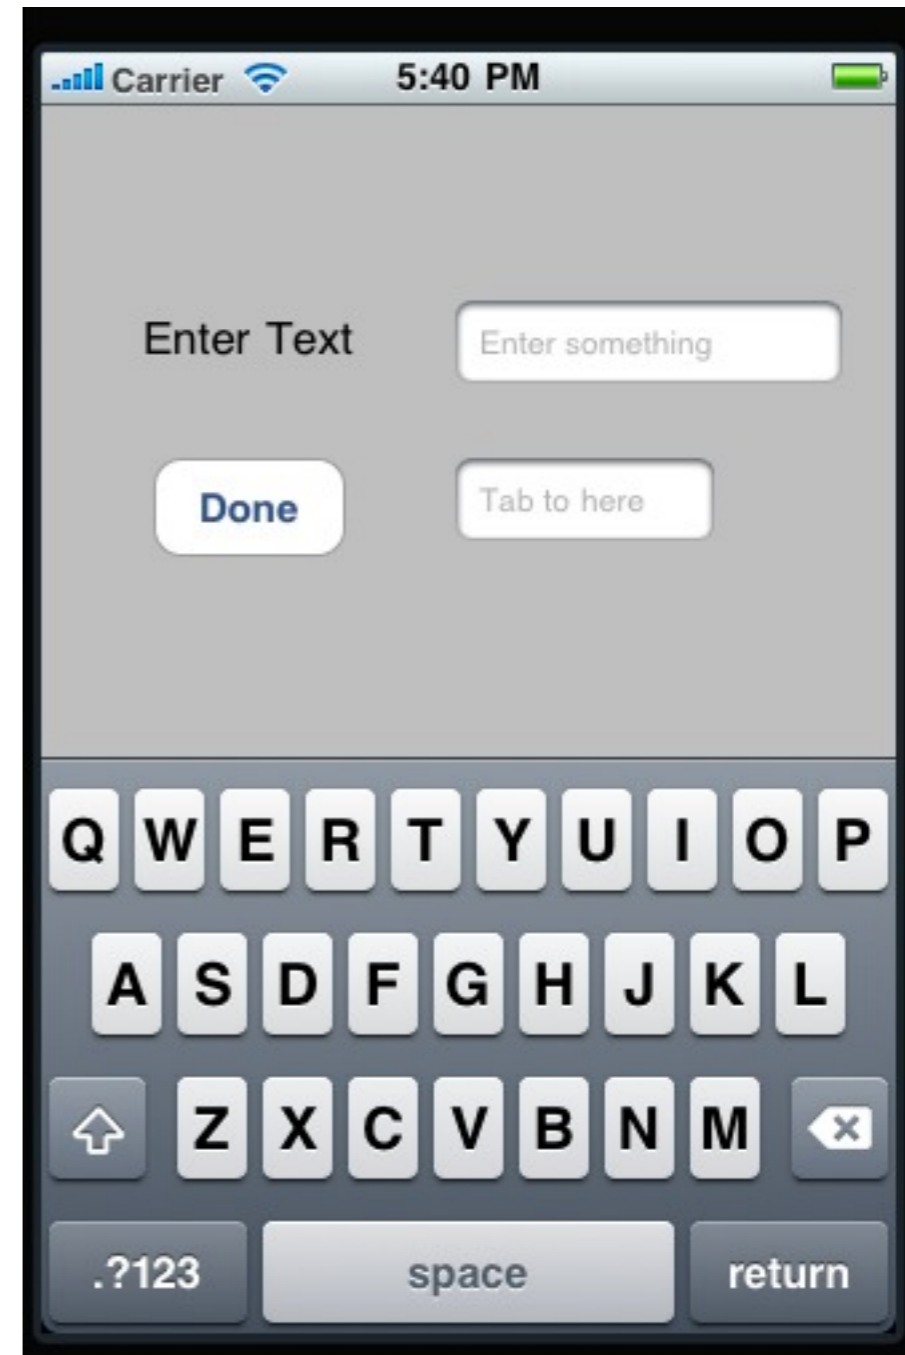 Carrier 5:40 PM
Enter Text Enter something
Done Tab to here
Q W E R T Y U I O P
A S D F G H J K L
Z X C V B N M
.?123 space return